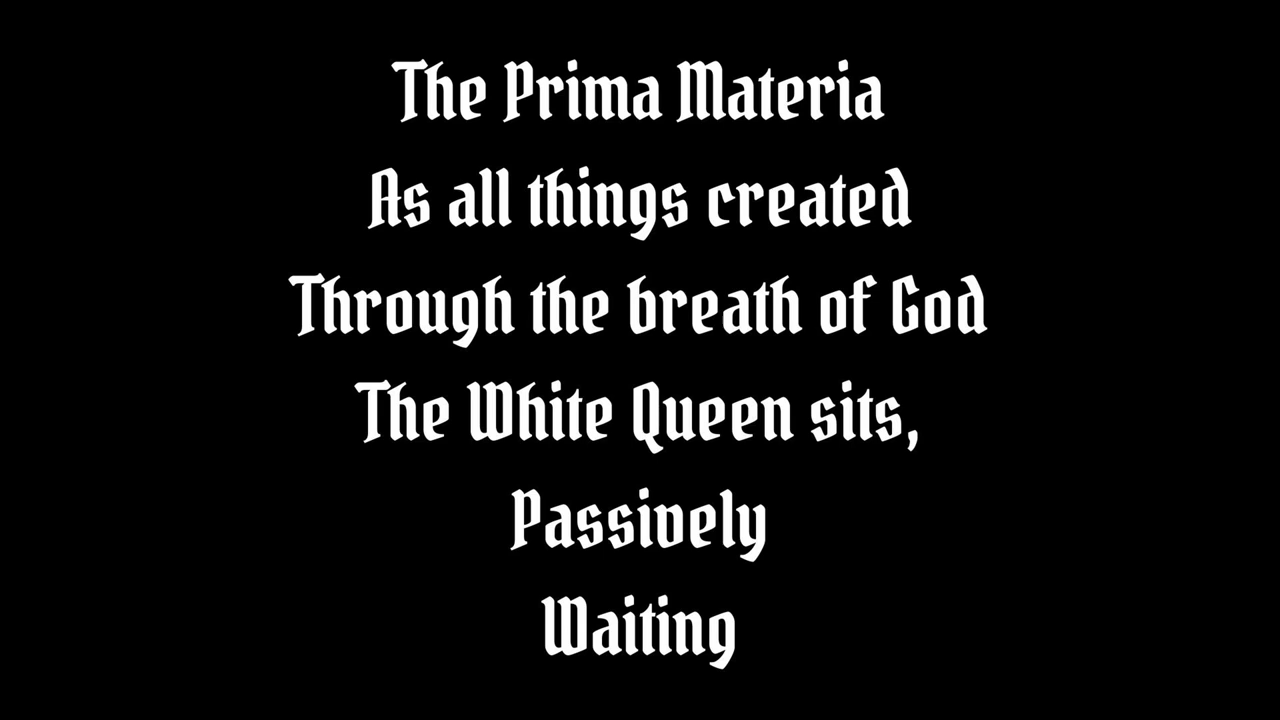 The Prima Materia
As all things created
Through the breath of God
The White Queen sits,
Passively
Waiting